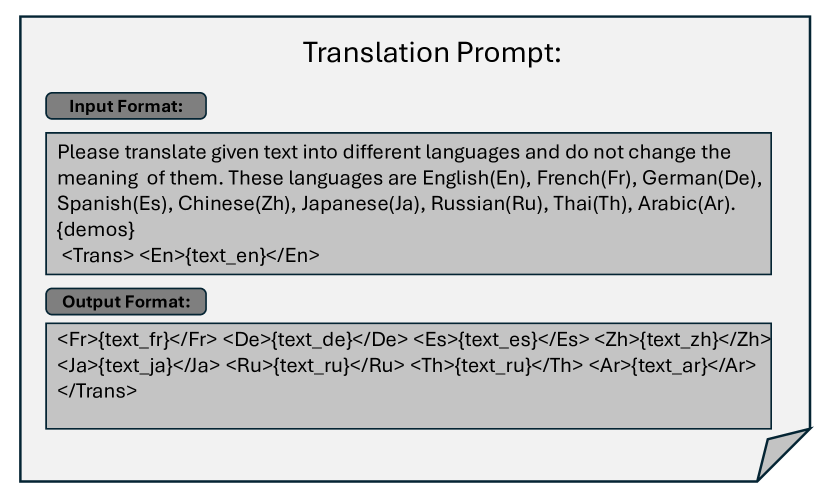 Translation Prompt:
Input Format:
Please translate given text into different languages and do not change the
meaning of them. These languages are English(En), French(Fr), German(De),
Spanish(Es), Chinese(Zh), Japanese(Ja), Russian(Ru), Thai(Th), Arabic(Ar).
{demos}
<Trans> <En>{text_en}</En>
Output Format:
<Fr>{text_fr}</Fr> <De>{text_de}</De> <Es>{text_es}</Es> <Zh>{text_zh}</Zh>
<Ja>{text_ja}</Ja> <Ru>{text_ru}</Ru> <Th>{text_ru}</Th> <Ar>{text_ar}</Ar>
</Trans>